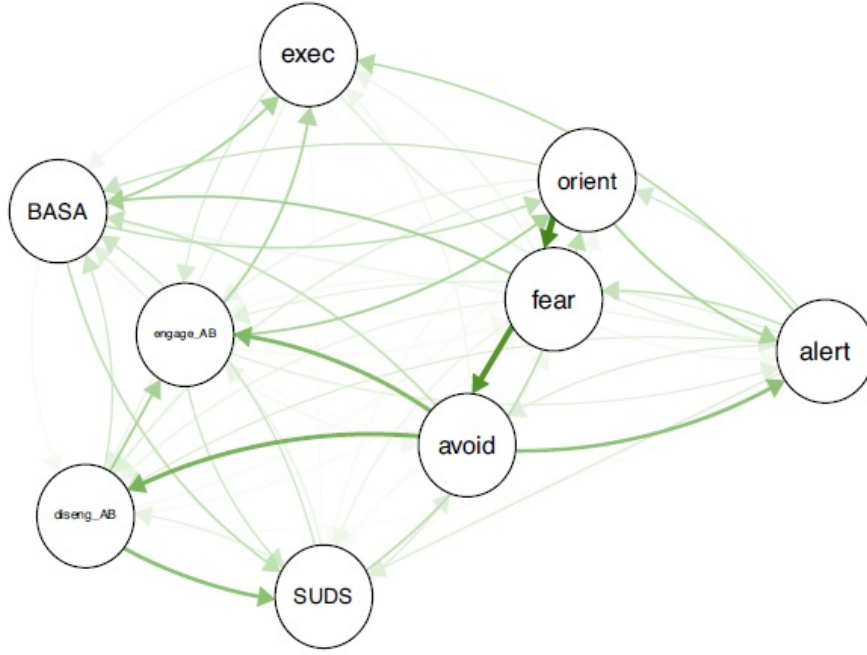 exec
orient
BASA
fear
engage_AB
alert
avoid
diseng_AB
SUDS